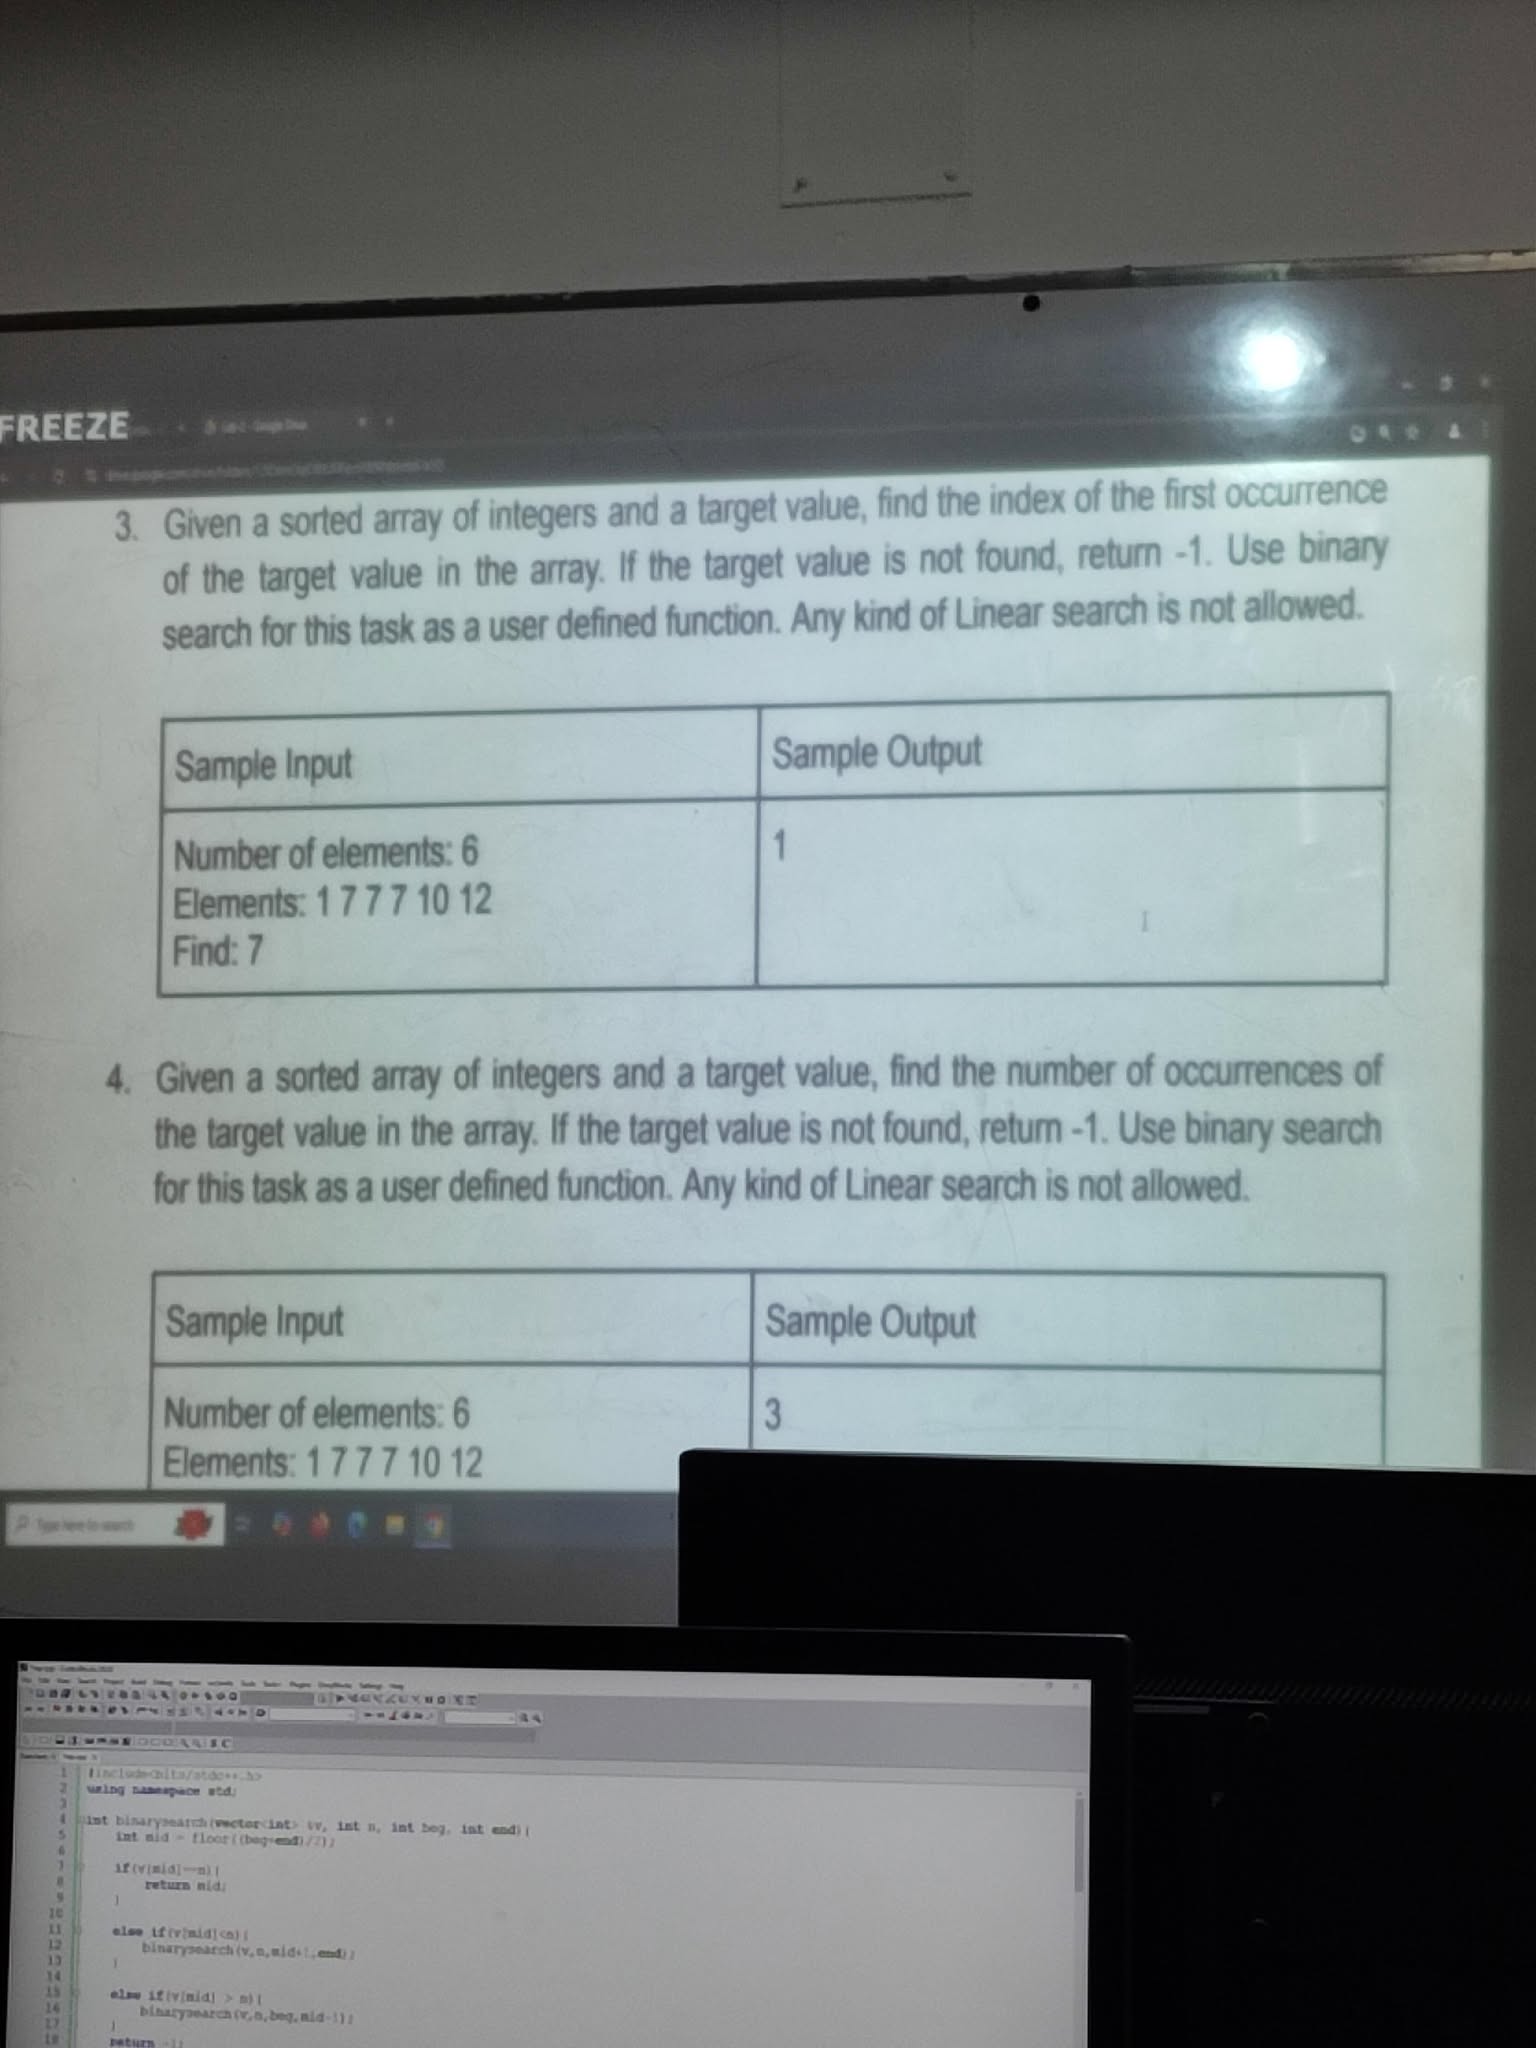 FREEZE
3. Given a sorted array of integers and a target value, find the index of the first occurrence
of the target value in the array. If the target value is not found, return -1. Use binary
search for this task as a user defined function. Any kind of Linear search is not allowed.
Sample Input
Sample Output
Number of elements: 6
1
Elements: 1 7 7 7 10 12
Find: 7
4. Given a sorted array of integers and a target value, find the number of occurrences of
the target value in the array. If the target value is not found, return -1. Use binary search
for this task as a user defined function. Any kind of Linear search is not allowed.
Sample Input
Sample Output
Number of elements: 6
3
Elements: 1 7 7 7 10 12
Type here to search
1 #include<bits/stdc++.h>
2 using namespace std;
3
4 int binarysearch(vector<int> &v, int n, int beg, int end){
5 int mid = floor((beg+end)/2);
6
7 if(v[mid]==n){
8 return mid;
9 }
10
11 else if(v[mid]<n){
12 binarysearch(v,n,mid+1,end);
13 }
14
15 else if(v[mid] > n){
16 binarysearch(v,n,beg,mid-1);
17 }
18 return -1;